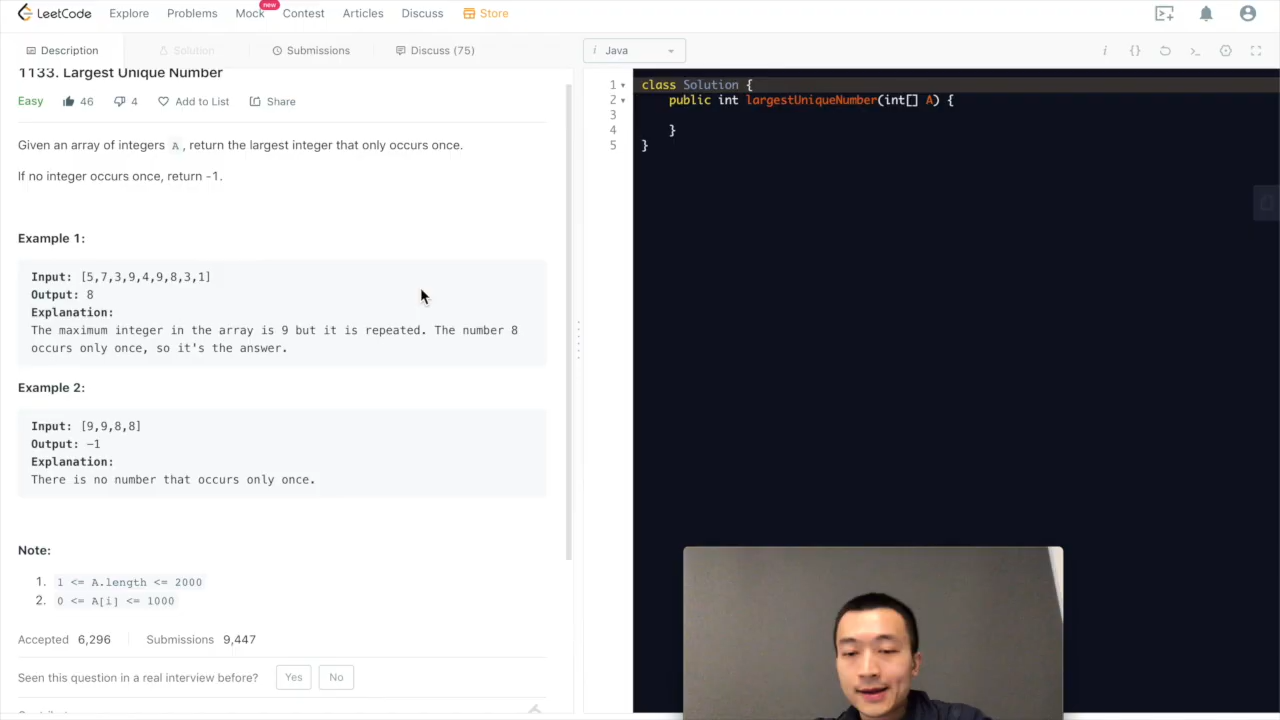 LeetCode Explore Problems Mock new Contest Articles Discuss Store
Description Solution Submissions Discuss (75)
1133. Largest Unique Number
Easy 46 4 Add to List Share
Given an array of integers A, return the largest integer that only occurs once.
If no integer occurs once, return -1.
Example 1:
Input: [5,7,3,9,4,9,8,3,1]
Output: 8
Explanation:
The maximum integer in the array is 9 but it is repeated. The number 8
occurs only once, so it's the answer.
Example 2:
Input: [9,9,8,8]
Output: -1
Explanation:
There is no number that occurs only once.
Note:
1. 1 <= A.length <= 2000
2. 0 <= A[i] <= 1000
Accepted 6,296 Submissions 9,447
Seen this question in a real interview before? Yes No
i Java i {} >_
1 class Solution {
2 public int largestUniqueNumber(int[] A) {
3
4 }
5 }